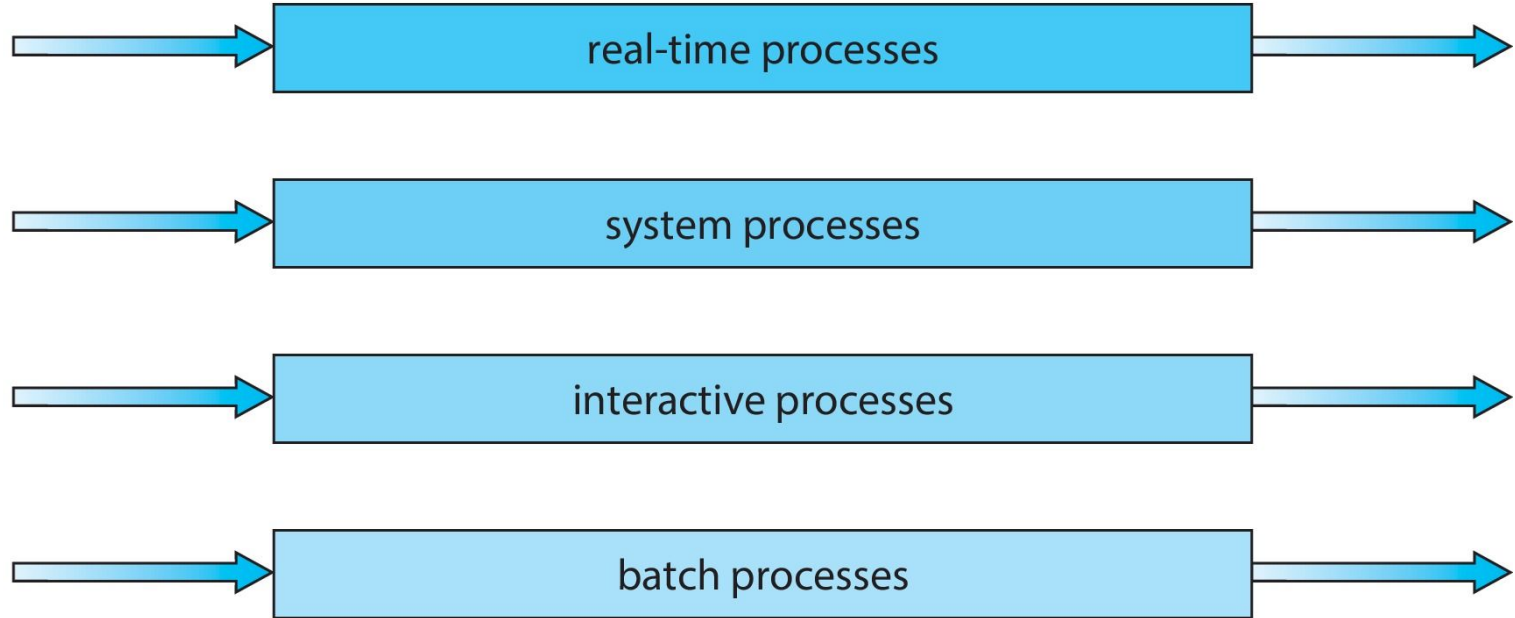 real-time processes
system processes
interactive processes
batch processes